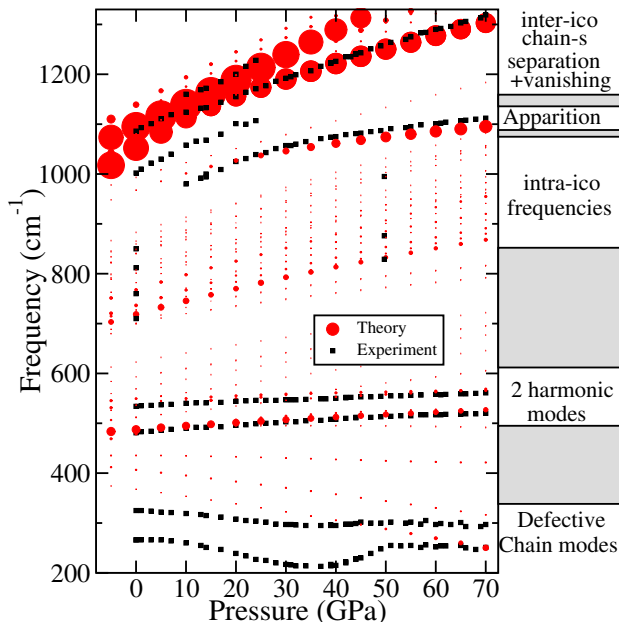 Frequency (cm-1)
1200
1000
800
600
400
200
0
10
20
30
40
50
60
70
Pressure (GPa)
Theory
Experiment
inter-ico
chain-s
separation
+vanishing
Apparition
intra-ico
frequencies
2 harmonic
modes
Defective
Chain modes